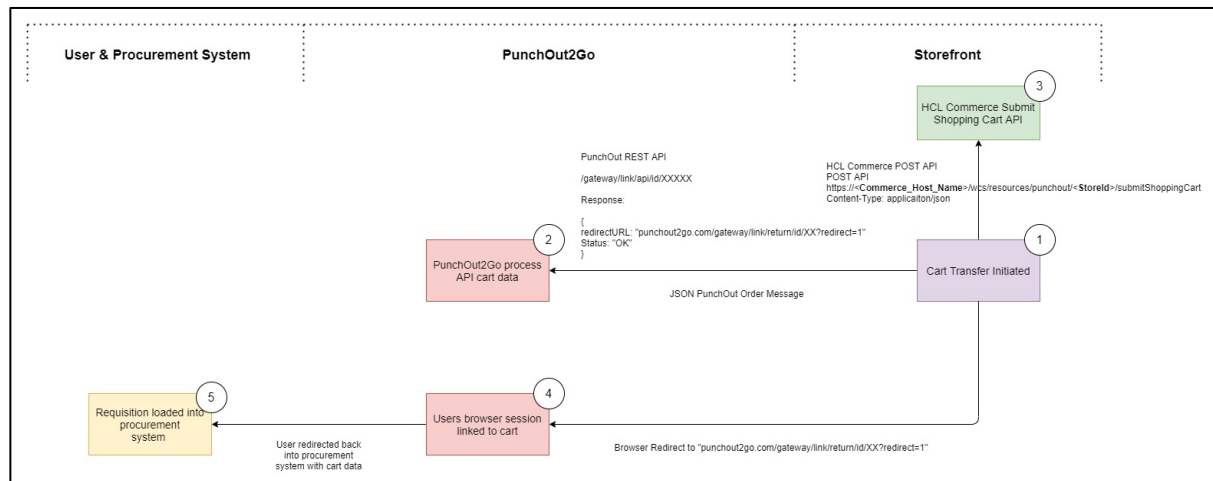 User & Procurement System
PunchOut2Go
Storefront
3
HCL Commerce Submit
Shopping Cart API
PunchOut REST API
/gateway/link/api/id/XXXXX
Response:
{
redirectURL: "punchout2go.com/gateway/link/return/id/XX?redirect=1"
Status: "OK"
}
HCL Commerce POST API
POST API
https://<Commerce_Host_Name>/wcs/resources/punchout/<StoreId>/submitShoppingCart
Content-Type: applicaiton/json
2
PunchOut2Go process
API cart data
1
Cart Transfer Initiated
JSON PunchOut Order Message
5
Requisition loaded into
procurement
system
4
Users browser session
linked to cart
User redirected back
into procurement
system with cart data
Browser Redirect to "punchout2go.com/gateway/link/return/id/XX?redirect=1"